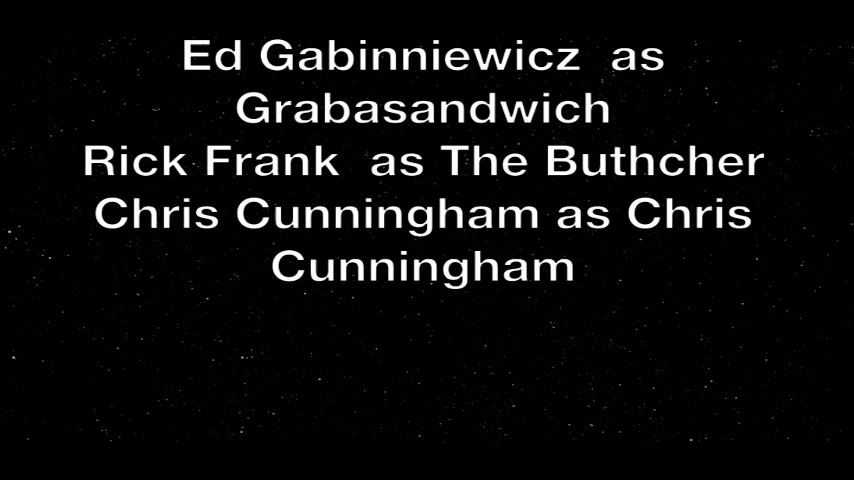 Ed Gabinniewicz  as
Grabasandwich
Rick Frank  as The Buthcher
Chris Cunningham as Chris
Cunningham